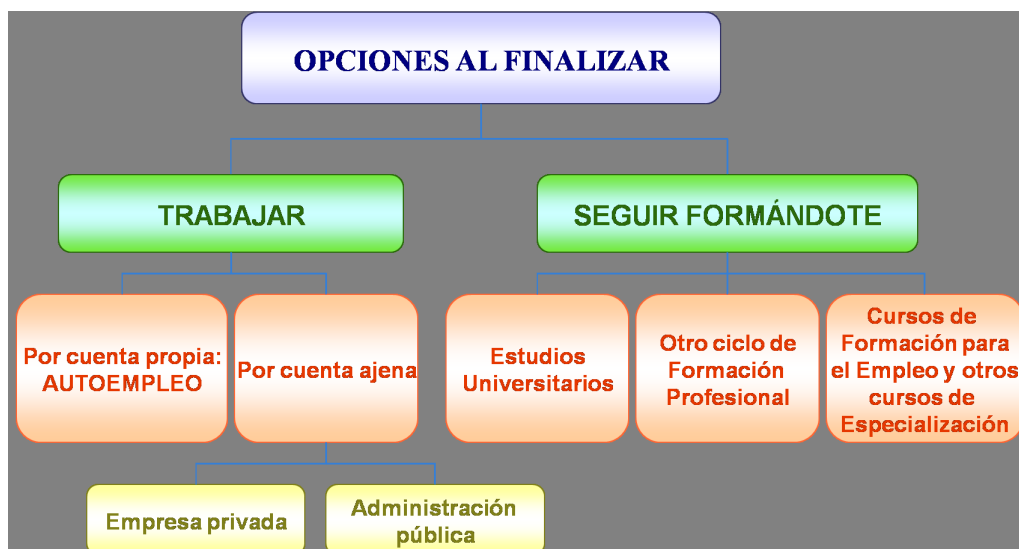 OPCIONES AL FINALIZAR
TRABAJAR
SEGUIR FORMÁNDOTE
Por cuenta propia:
AUTOEMPLEO
Por cuenta ajena
Estudios
Universitarios
Otro ciclo de
Formación
Profesional
Cursos de
Formación para
el Empleo y otros
cursos de
Especialización
Empresa privada
Administración
pública